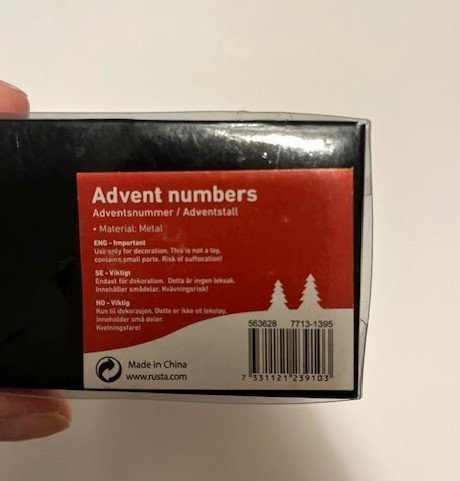 Advent numbers
Adventsnummer / Adventstall
• Material: Metal
ENG - Important
Use only for decoration. This is not a toy,
contains small parts. Risk of suffocation!
SE - Viktigt
Endast för dekoration. Detta är ingen leksak.
Innehåller smådelar. Kvävningsrisk!
NO - Viktig
Kun til dekorasjon. Dette er ikke et leketøy.
Inneholder små deler.
Kvelningsfare!
563628 7713-1395
Made in China
www.rusta.com
7 331121 239103